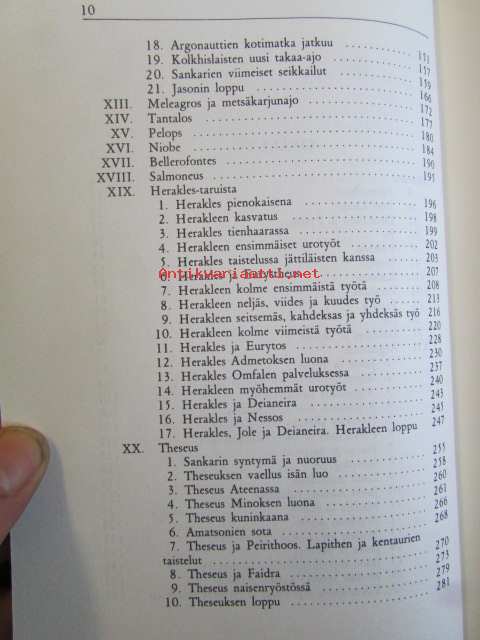 10
18. Argonauttien kotimatka jatkuu 151
19. Kolkhislaisten uusi takaa-ajo 157
20. Sankarien viimeiset seikkailut 159
21. Jasonin loppu 166
XIII. Meleagros ja metsäkarjunajo 172
XIV. Tantalos 177
XV. Pelops 180
XVI. Niobe 184
XVII. Bellerofontes 190
XVIII. Salmoneus 195
XIX. Herakles-taruista
1. Herakles pienokaisena 196
2. Herakleen kasvatus 198
3. Herakles tienhaarassa 199
4. Herakleen ensimmäiset urotyöt 202
5. Herakles taistelussa jättiläisten kanssa 203
6. Herakles ja Eurystheus 207
Antikvariaatti.net
7. Herakleen kolme ensimmäistä työtä 208
8. Herakleen neljäs, viides ja kuudes työ 213
9. Herakleen seitsemäs, kahdeksas ja yhdeksäs työ 216
10. Herakleen kolme viimeistä työtä 220
11. Herakles ja Eurytos 228
12. Herakles Admetoksen luona 230
13. Herakles Omfalen palveluksessa 237
14. Herakleen myöhemmät urotyöt 240
15. Herakles ja Deianeira 243
16. Herakles ja Nessos 245
17. Herakles, Jole ja Deianeira. Herakleen loppu 247
XX. Theseus
1. Sankarin syntymä ja nuoruus 255
2. Theseuksen vaellus isän luo 258
3. Theseus Ateenassa 260
4. Theseus Minoksen luona 261
5. Theseus kuninkaana 266
6. Amatsonien sota 268
7. Theseus ja Peirithoos. Lapithen ja kentaurien
taistelut 270
8. Theseus ja Faidra 273
9. Theseus naisenryöstössä 279
10. Theseuksen loppu 281